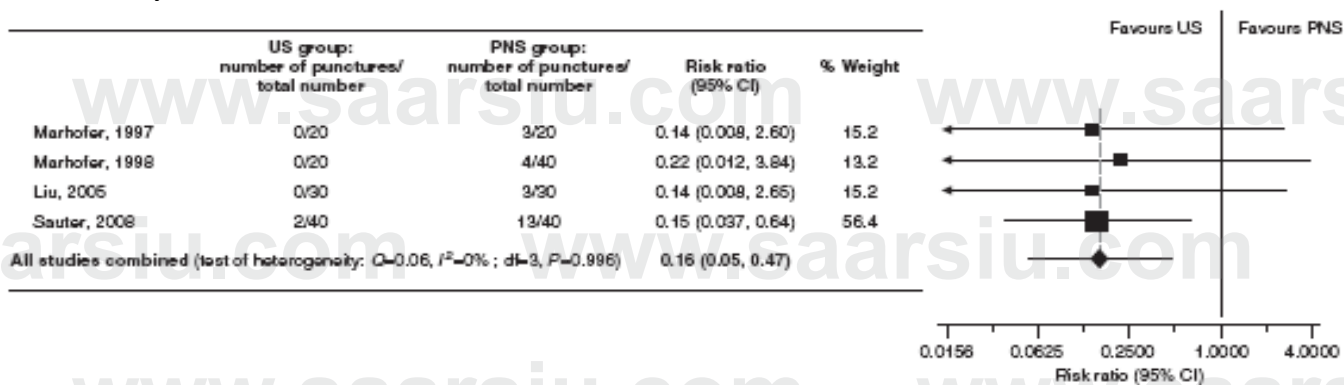 Favours US Favours PNS
US group: PNS group:
number of punctures/ number of punctures/ Risk ratio % Weight
total number total number (95% CI)
www.saarsiu.com www.saars
Marhofer, 1997 0/20 3/20 0.14 (0.008, 2.60) 15.2
Marhofer, 1998 0/20 4/40 0.22 (0.012, 3.84) 13.2
Liu, 2005 0/30 3/30 0.14 (0.008, 2.65) 15.2
Sauter, 2008 2/40 13/40 0.15 (0.037, 0.64) 56.4
arsiu.com www.saarsiu.com
All studies combined (test of heterogeneity: Q=0.06, I²=0% ; df=3, P=0.996) 0.16 (0.05, 0.47)
0.0156 0.0625 0.2500 1.0000 4.0000
Risk ratio (95% CI)